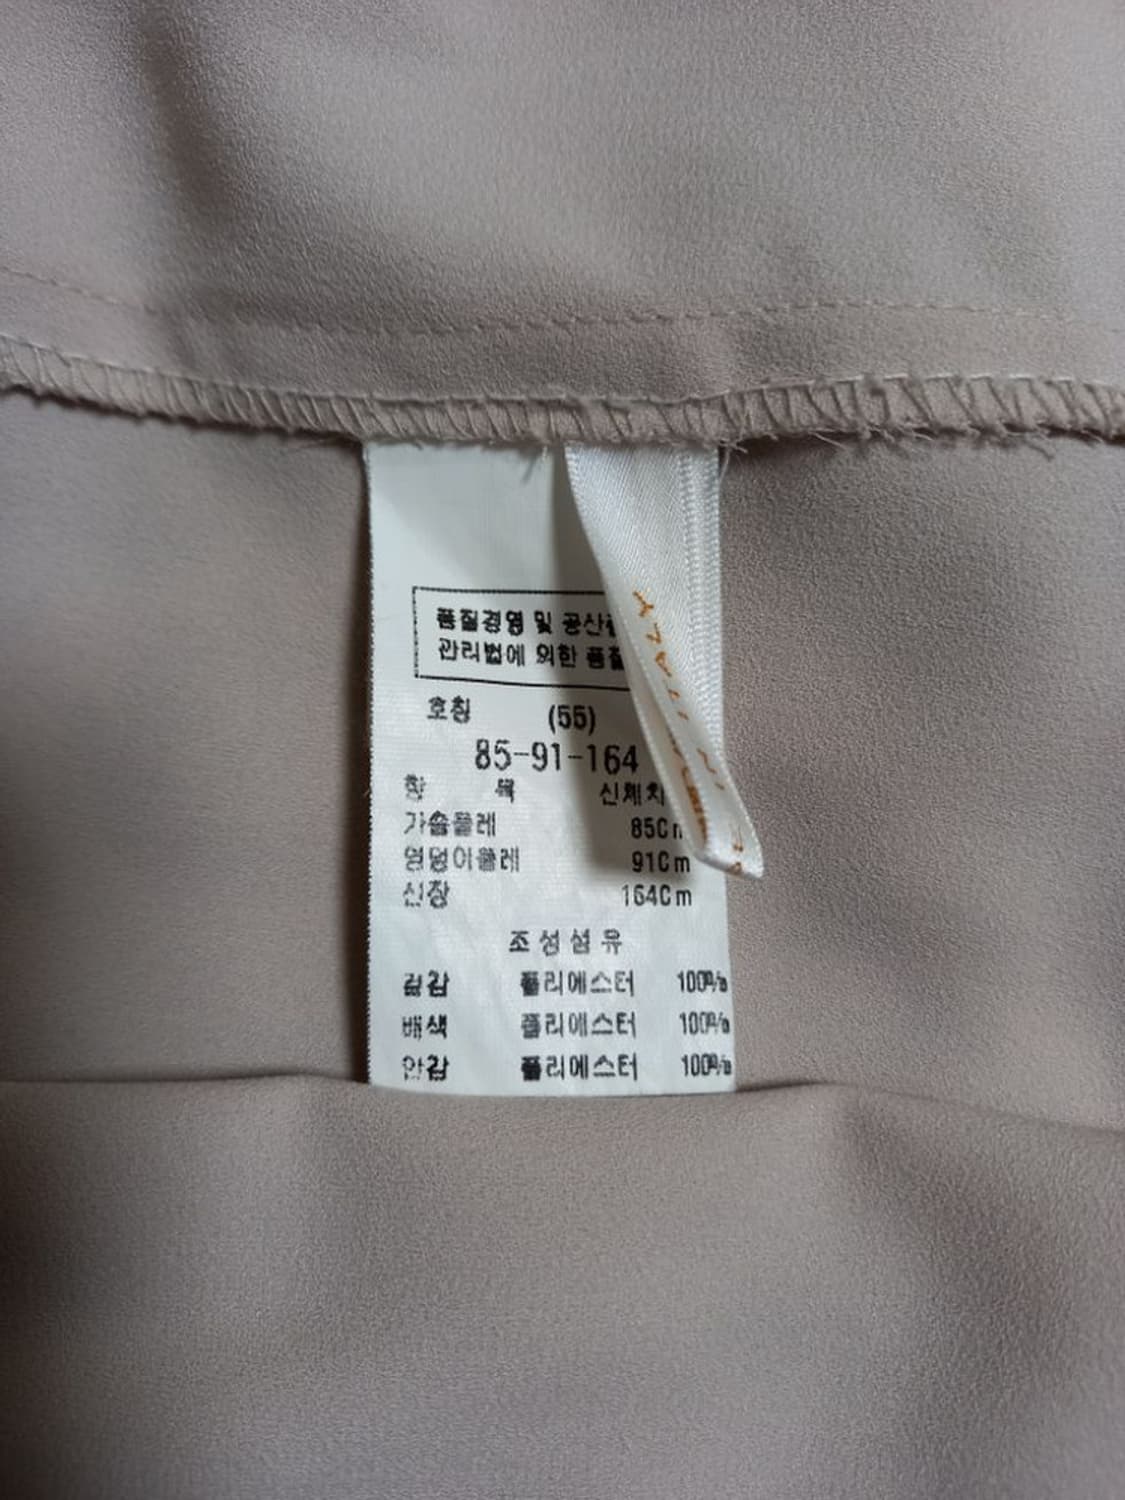 품질경영 및 공산
관리법에 의한 품질
호칭 (55)
85-91-164
항 목 신체치
가슴둘레 85C
엉덩이둘레 91Cm
신장 164Cm
조성섬유
겉감 폴리에스터 100%
배색 폴리에스터 100%
안감 폴리에스터 100%